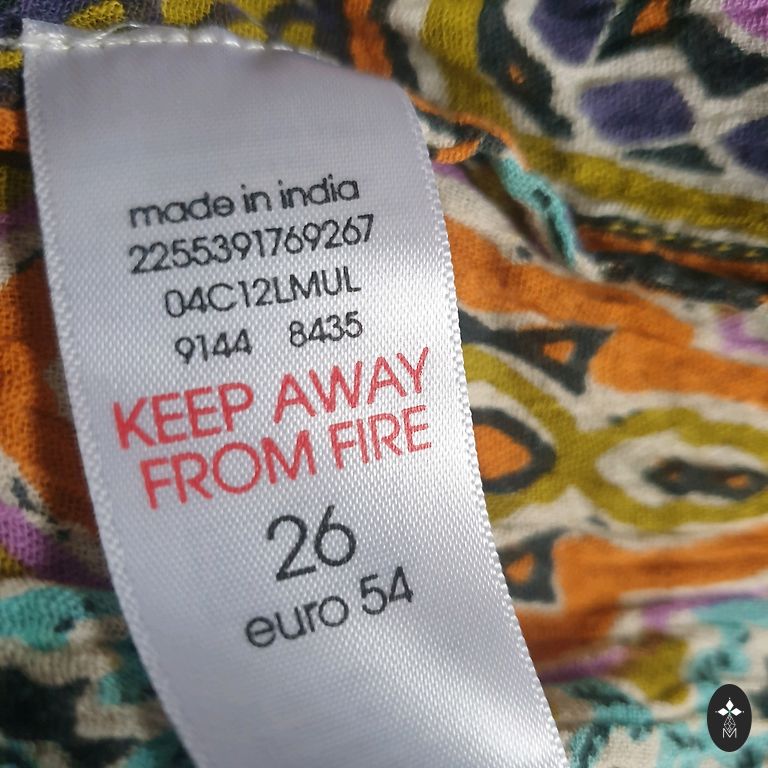 made in india
2255391769267
04C12LMUL
9144 8435
KEEP AWAY
FROM FIRE
26
euro 54
M